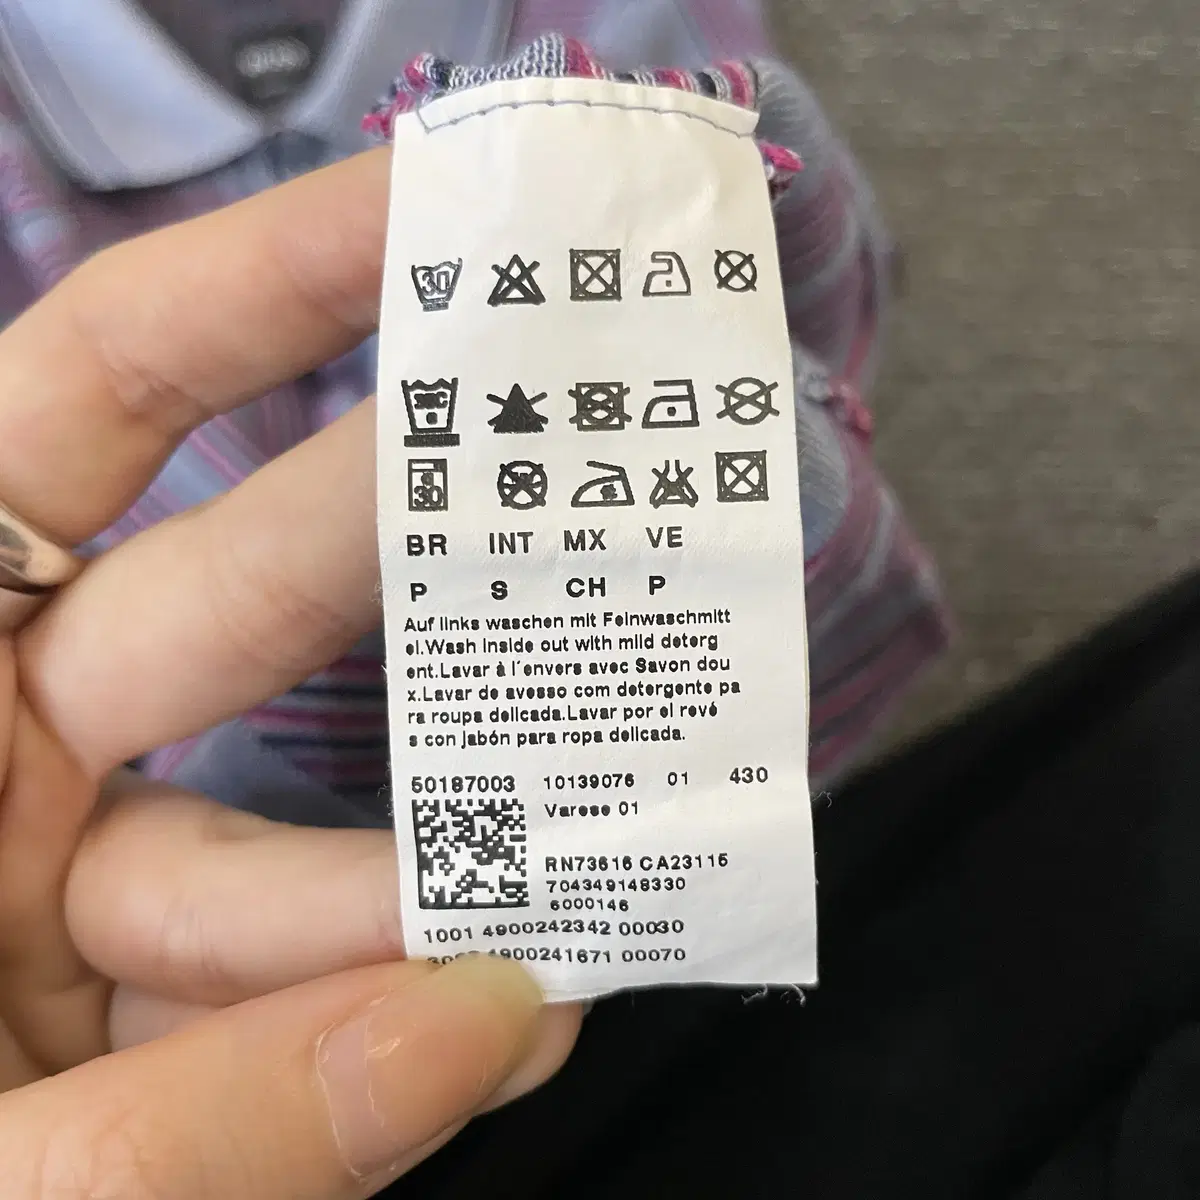 30
30C
30
BR INT MX VE
P S CH P
Auf links waschen mit Feinwaschmitt
el.Wash inside out with mild deterg
ent.Lavar à l´envers avec Savon dou
x.Lavar de avesso com detergente pa
ra roupa delicada.Lavar por el revé
s con jabón para ropa delicada.
50187003 10139076 01 430
Varese 01
RN73616 CA23115
704349148330
6000146
1001 4900242342 00030
4900241671 00070